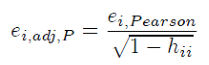 e_{i,adj,P} = \frac{e_{i,Pearson}}{\sqrt{1 - h_{ii}}}